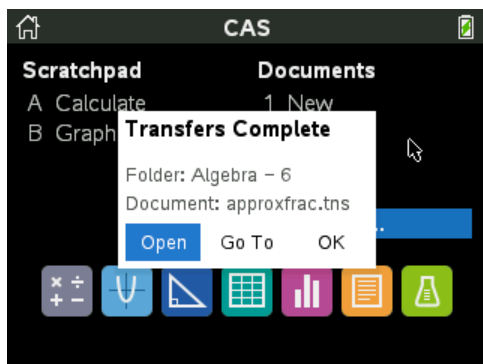 CAS
Scratchpad
Documents
A Calculate
1 New
B Graph
Transfers Complete
Folder: Algebra - 6
Document: approxfrac.tns
..
Open
Go To
OK